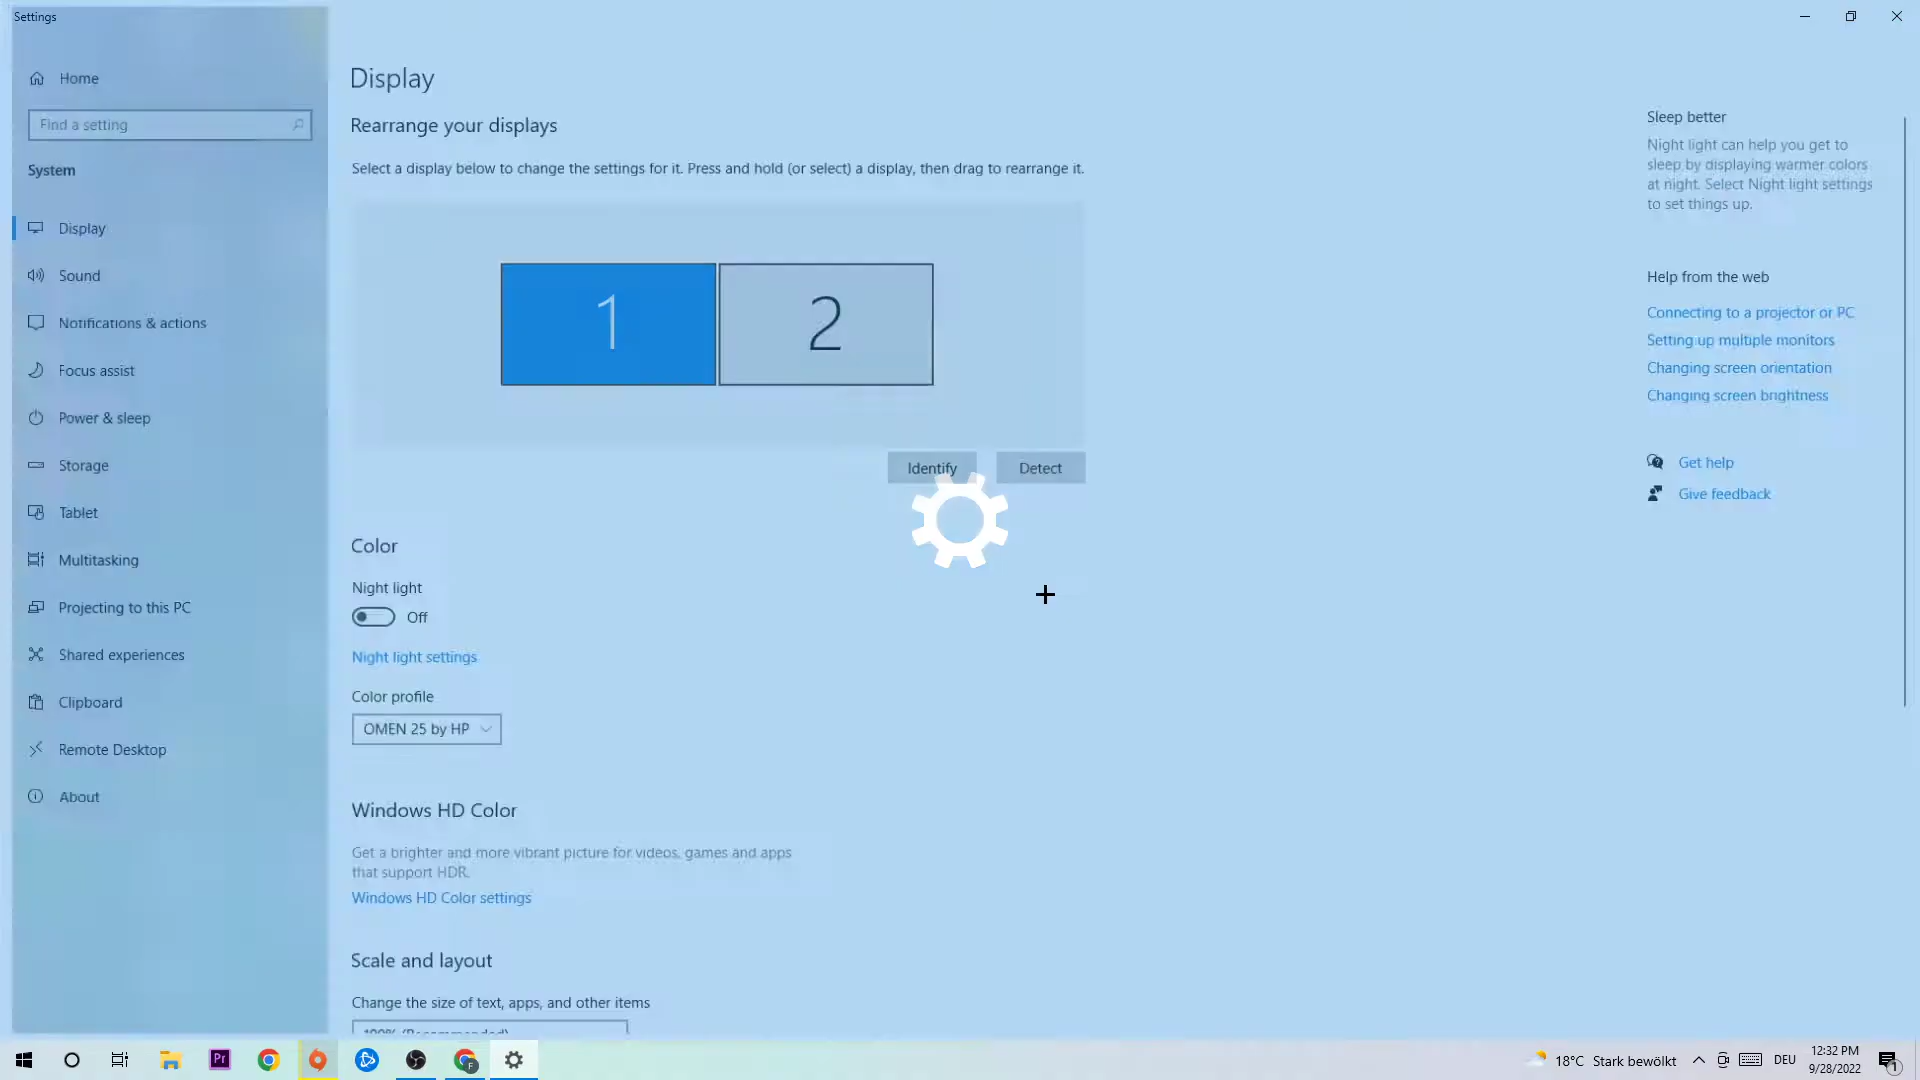 Settings
Home
Find a setting
System
Display
Sound
Notifications & actions
Focus assist
Power & sleep
Storage
Tablet
Multitasking
Projecting to this PC
Shared experiences
Clipboard
Remote Desktop
About
Display
Rearrange your displays
Select a display below to change the settings for it. Press and hold (or select) a display, then drag to rearrange it.
1
2
Identify
Detect
Color
Night light
Off
Night light settings
Color profile
OMEN 25 by HP
Windows HD Color
Get a brighter and more vibrant picture for videos, games and apps
that support HDR.
Windows HD Color settings
Scale and layout
Change the size of text, apps, and other items
100% (Recommended)
Sleep better
Night light can help you get to
sleep by displaying warmer colors
at night. Select Night light settings
to set things up.
Help from the web
Connecting to a projector or PC
Setting up multiple monitors
Changing screen orientation
Changing screen brightness
Get help
Give feedback
Pr
F
18°C Stark bewölkt
DEU
12:32 PM
9/28/2022
1